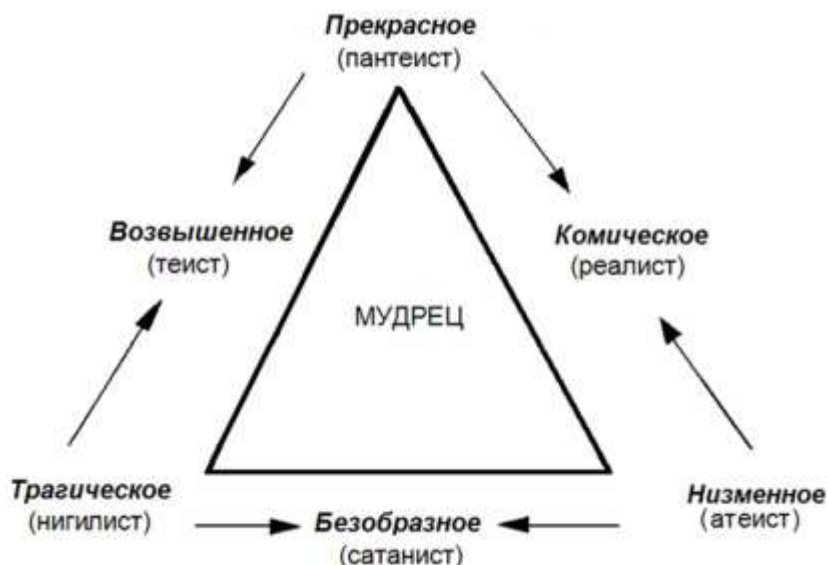 Прекрасное
(пантеист)
Возвышенное
(теист)
Комическое
(реалист)
МУДРЕЦ
Трагическое
(нигилист)
Безобразное
(сатанист)
Низменное
(атеист)